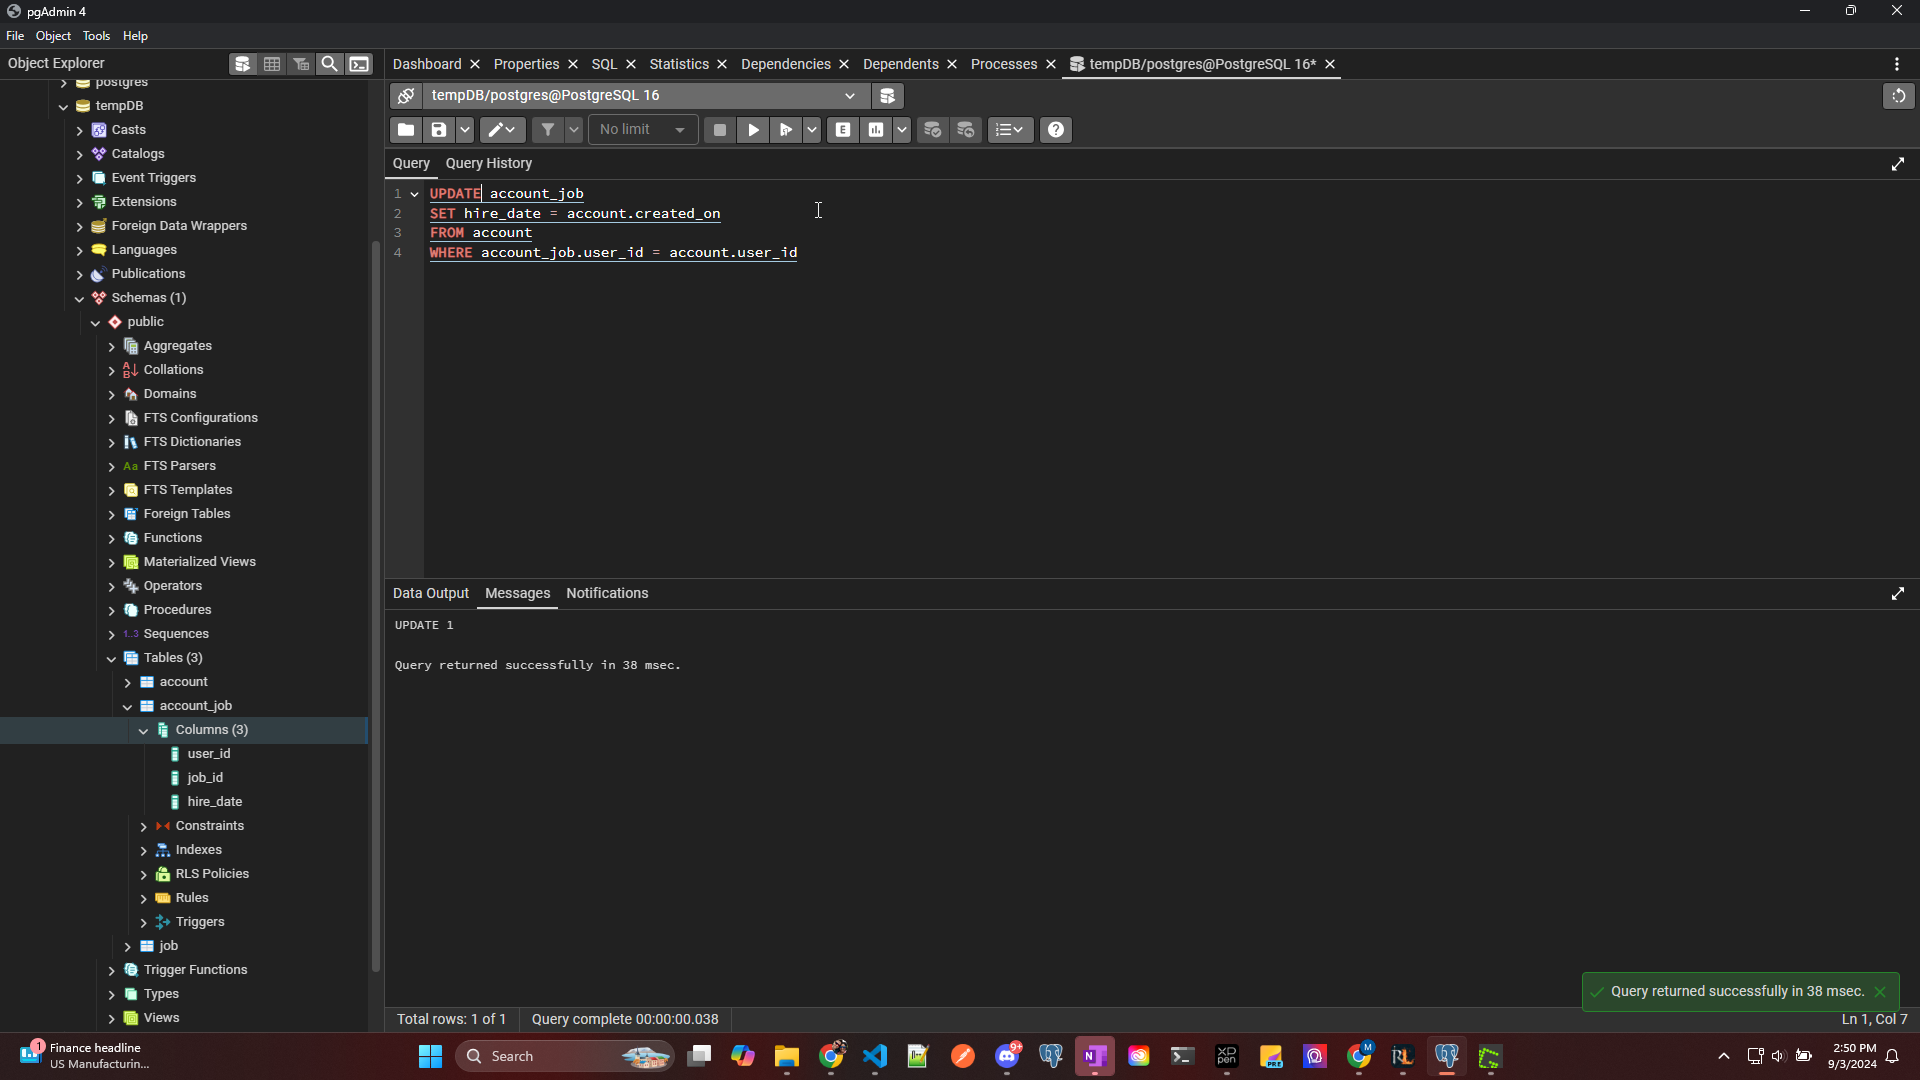 pgAdmin 4
File Object Tools Help
Object Explorer
Dashboard Properties SQL Statistics Dependencies Dependents Processes tempDB/postgres@PostgreSQL 16*
postgres
tempDB
Casts
Catalogs
Event Triggers
Extensions
Foreign Data Wrappers
Languages
Publications
Schemas (1)
public
Aggregates
Collations
Domains
FTS Configurations
FTS Dictionaries
FTS Parsers
FTS Templates
Foreign Tables
Functions
Materialized Views
Operators
Procedures
1..3 Sequences
Tables (3)
account
account_job
Columns (3)
user_id
job_id
hire_date
Constraints
Indexes
RLS Policies
Rules
Triggers
job
Trigger Functions
Types
Views
tempDB/postgres@PostgreSQL 16
No limit
Query Query History
1 UPDATE account_job
2 SET hire_date = account.created_on
3 FROM account
4 WHERE account_job.user_id = account.user_id
Data Output Messages Notifications
UPDATE 1
Query returned successfully in 38 msec.
Query returned successfully in 38 msec.
Total rows: 1 of 1 Query complete 00:00:00.038 Ln 1, Col 7
1 Finance headline
US Manufacturin...
Search
9+
2:50 PM
9/3/2024